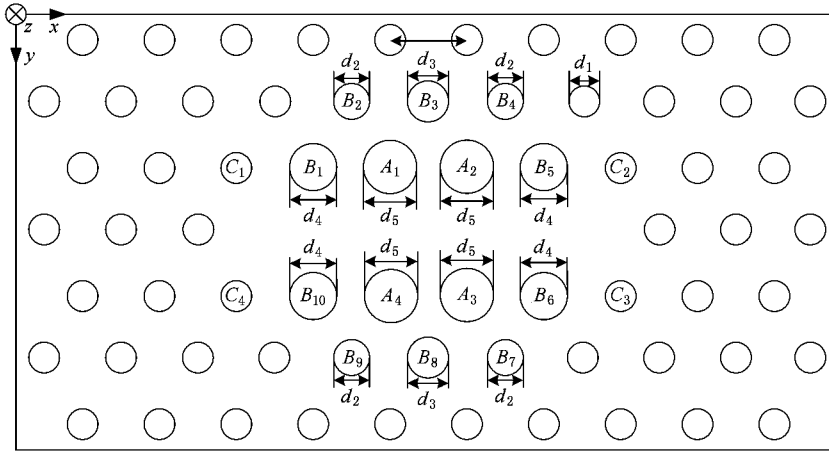 z x
y
d2 d3 d2 d1
B2 B3 B4
C1 B1 A1 A2 B5 C2
d4 d5 d5 d4
d4 d5 d5 d4
C4 B10 A4 A3 B6 C3
B9 B8 B7
d2 d3 d2